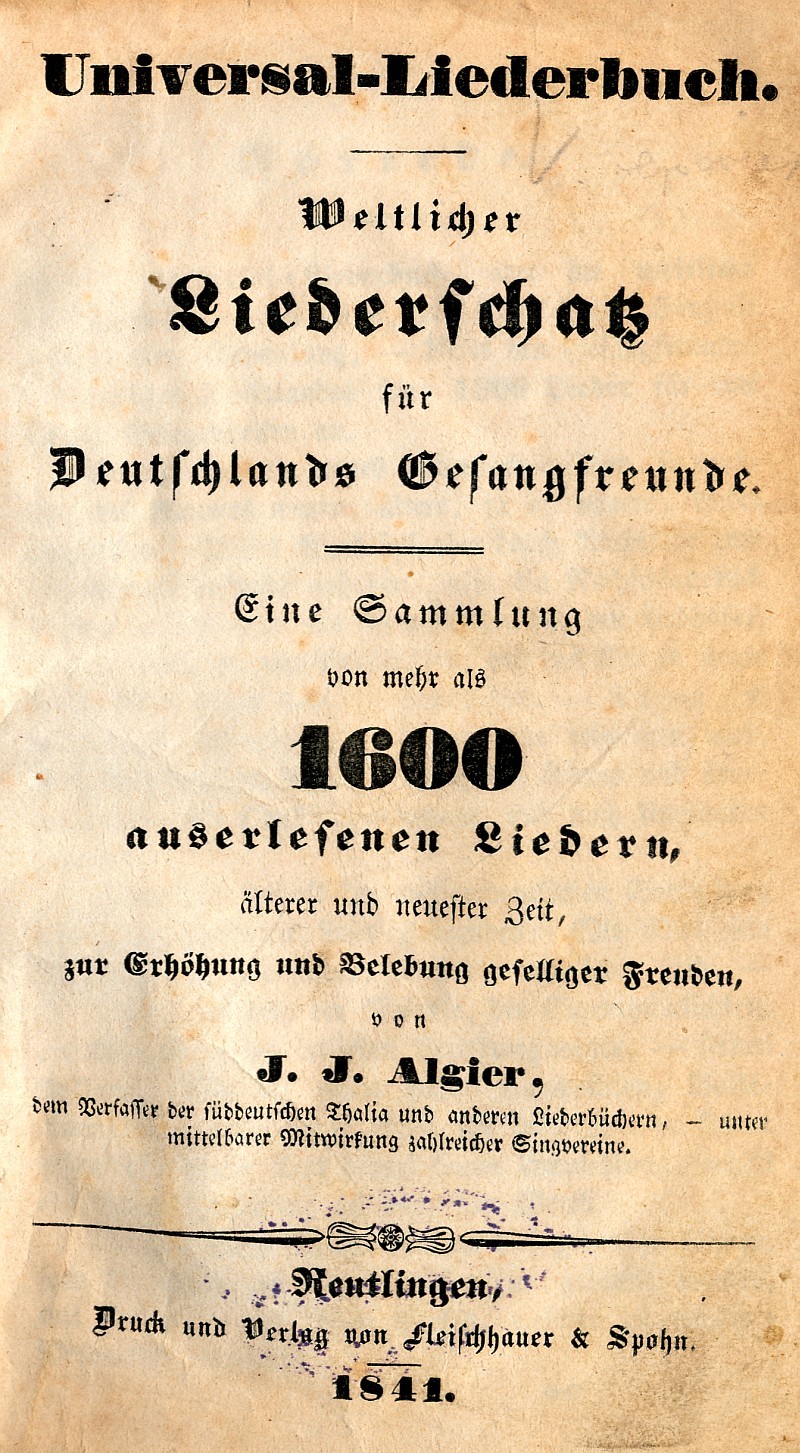 Universal-Liederbuch.
Weltlicher
Liederschatz
für
Deutschlands Gesangfreunde.
Eine Sammlung
von mehr als
1600
auserlesenen Liedern,
älterer und neuester Zeit,
zur Erhöhung und Belebung geselliger Freuden,
von
J. J. Algier,
dem Verfasser der süddeutschen Thalia und anderen Liederbüchern, – unter
mittelbarer Mitwirkung zahlreicher Singvereine.
Reutlingen,
Druck und Verlag von Fleischhauer & Spohn.
1841.